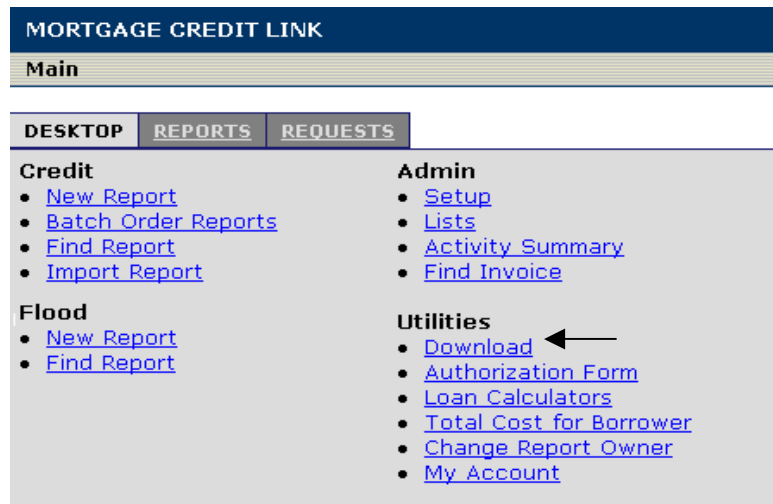 MORTGAGE CREDIT LINK
Main
DESKTOP REPORTS REQUESTS
Credit
• New Report
• Batch Order Reports
• Find Report
• Import Report
Flood
• New Report
• Find Report
Admin
• Setup
• Lists
• Activity Summary
• Find Invoice
Utilities
• Download
• Authorization Form
• Loan Calculators
• Total Cost for Borrower
• Change Report Owner
• My Account